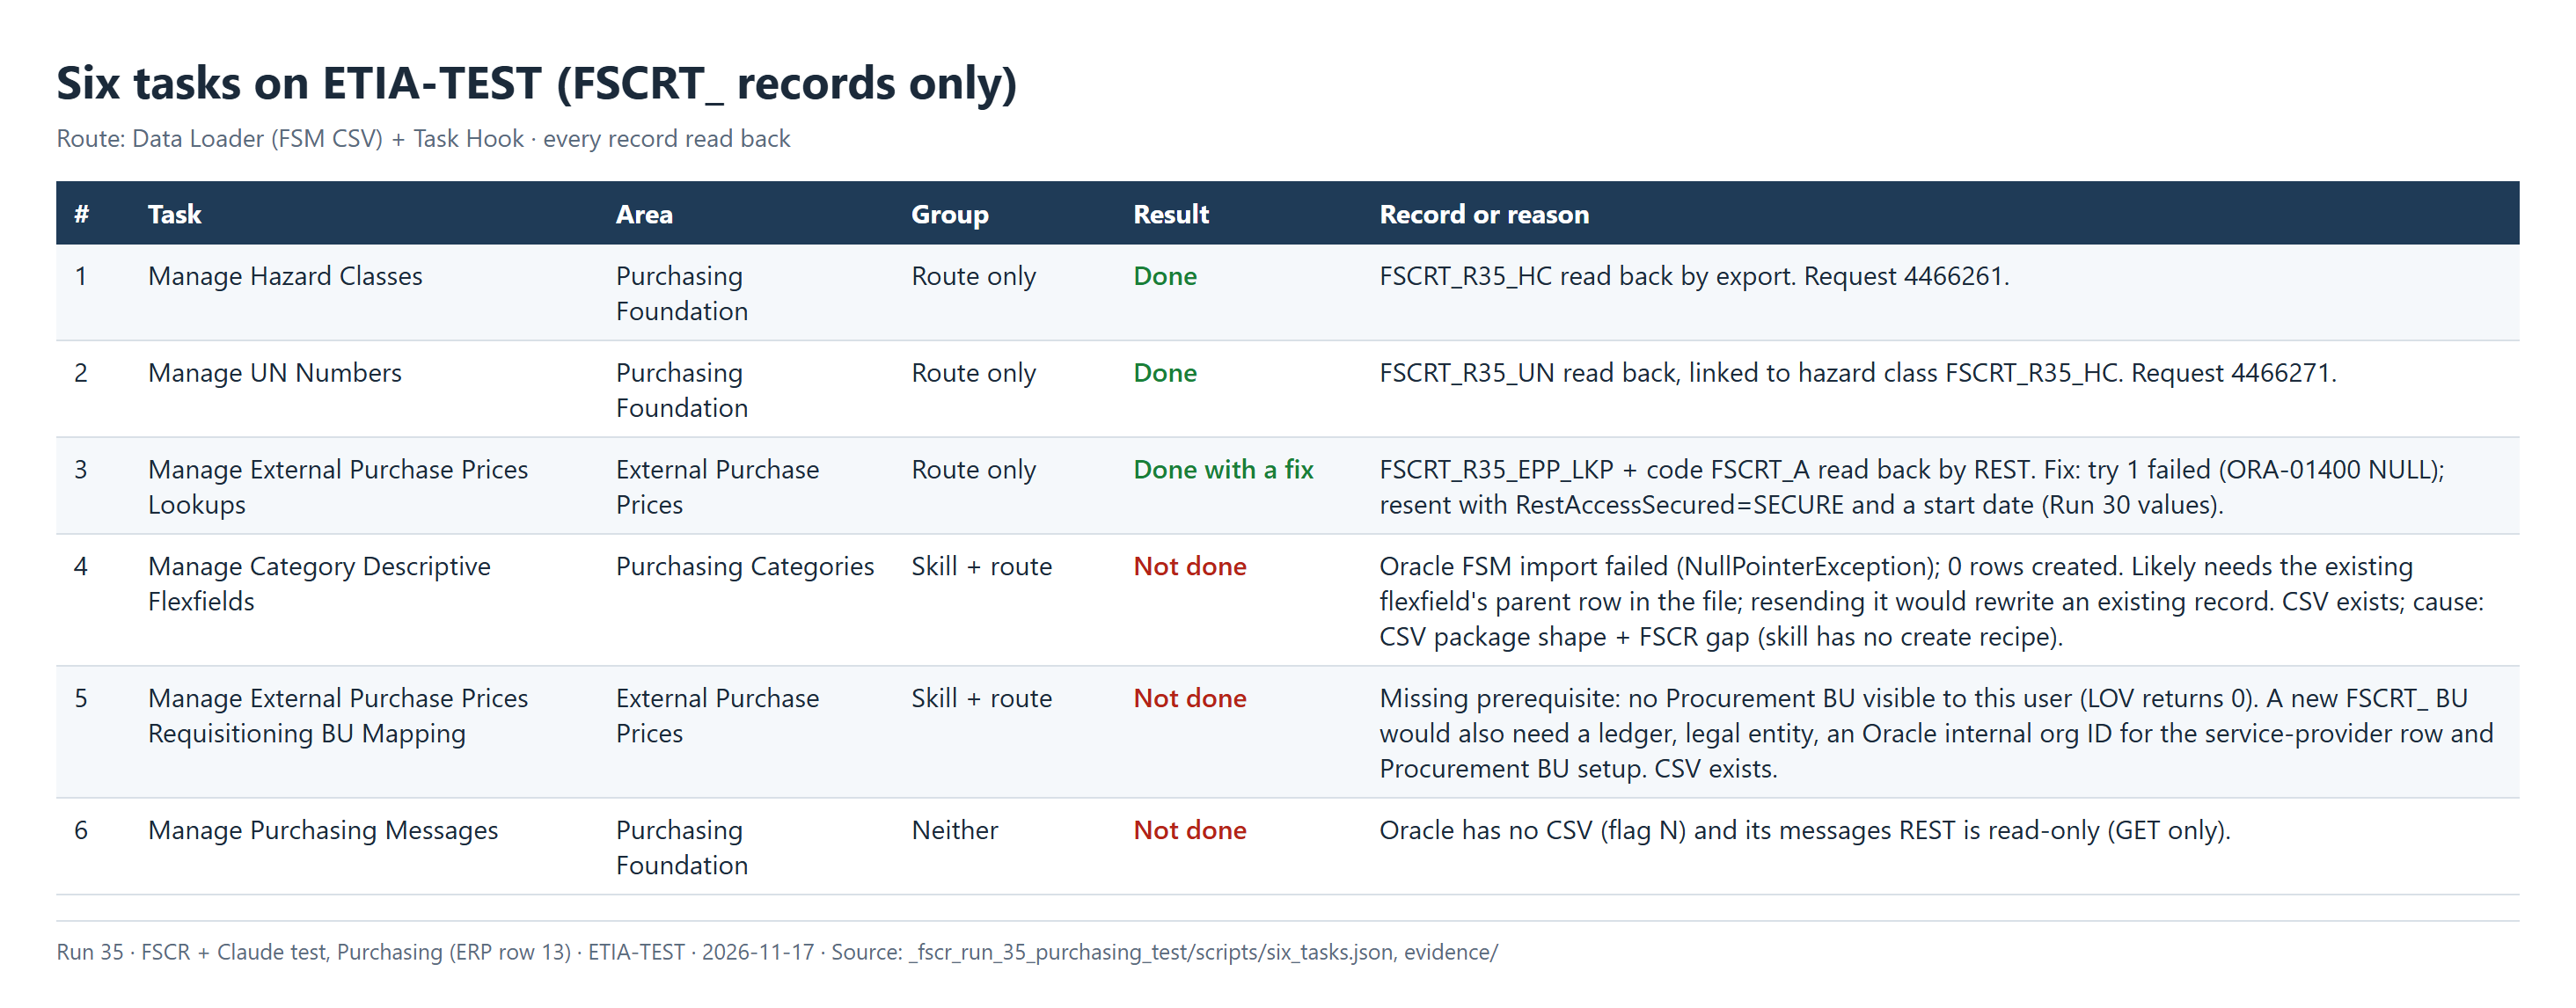 Six tasks on ETIA-TEST (FSCRT_ records only)
Route: Data Loader (FSM CSV) + Task Hook · every record read back
# Task Area Group Result Record or reason
1 Manage Hazard Classes Purchasing Route only Done FSCRT_R35_HC read back by export. Request 4466261.
Foundation
2 Manage UN Numbers Purchasing Route only Done FSCRT_R35_UN read back, linked to hazard class FSCRT_R35_HC. Request 4466271.
Foundation
3 Manage External Purchase Prices External Purchase Route only Done with a fix FSCRT_R35_EPP_LKP + code FSCRT_A read back by REST. Fix: try 1 failed (ORA-01400 NULL);
Lookups Prices resent with RestAccessSecured=SECURE and a start date (Run 30 values).
4 Manage Category Descriptive Purchasing Categories Skill + route Not done Oracle FSM import failed (NullPointerException); 0 rows created. Likely needs the existing
Flexfields flexfield's parent row in the file; resending it would rewrite an existing record. CSV exists; cause:
CSV package shape + FSCR gap (skill has no create recipe).
5 Manage External Purchase Prices External Purchase Skill + route Not done Missing prerequisite: no Procurement BU visible to this user (LOV returns 0). A new FSCRT_ BU
Requisitioning BU Mapping Prices would also need a ledger, legal entity, an Oracle internal org ID for the service-provider row and
Procurement BU setup. CSV exists.
6 Manage Purchasing Messages Purchasing Neither Not done Oracle has no CSV (flag N) and its messages REST is read-only (GET only).
Foundation
Run 35 · FSCR + Claude test, Purchasing (ERP row 13) · ETIA-TEST · 2026-11-17 · Source: _fscr_run_35_purchasing_test/scripts/six_tasks.json, evidence/